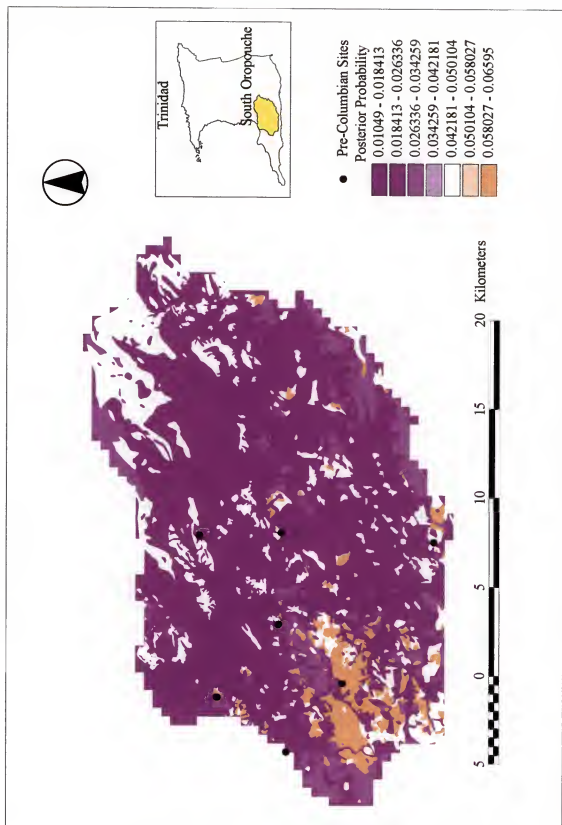 Trinidad
South Oropouche
Pre-Columbian Sites
Posterior Probability
0.01049 - 0.018413
0.018413 - 0.026336
0.026336 - 0.034259
0.034259 - 0.042181
0.042181 - 0.050104
0.050104 - 0.058027
0.058027 - 0.06595
5 0 5 10 15 20 Kilometers